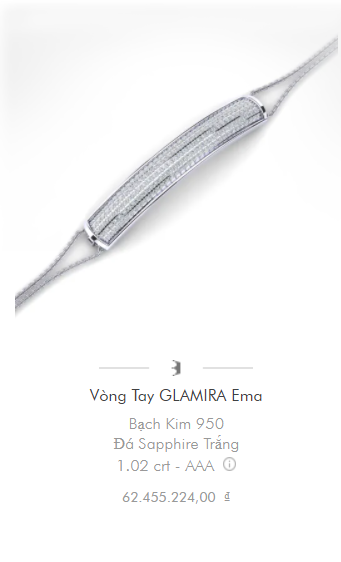 Vòng Tay GLAMIRA Ema
Bạch Kim 950
Đá Sapphire Trắng
1.02 crt - AAA ⓘ
62.455.224,00 ₫